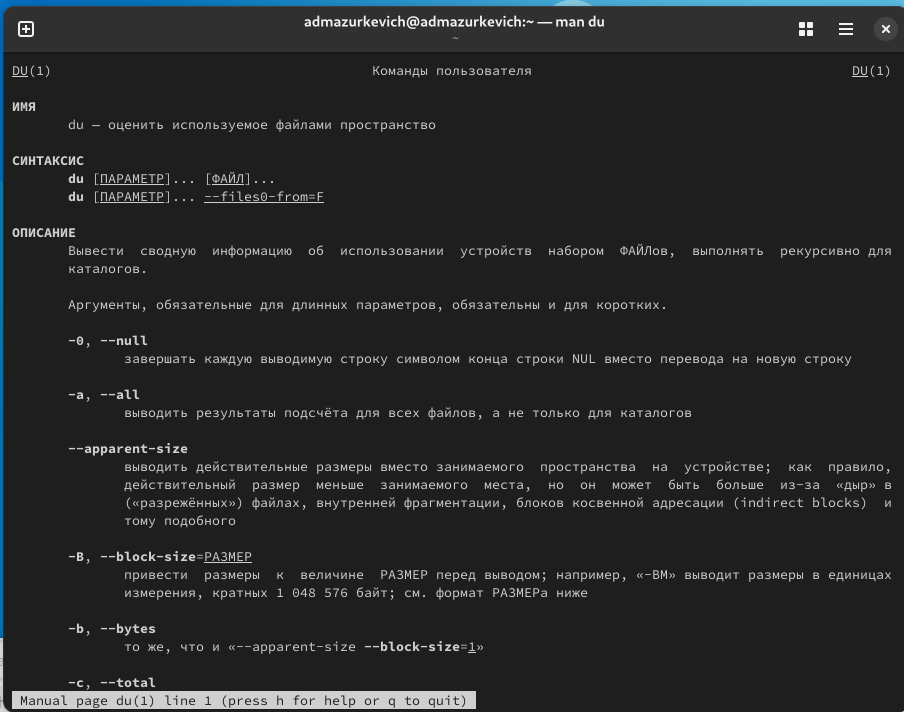 admazurkevich@admazurkevich:~ — man du
~
DU(1) Команды пользователя DU(1)
ИМЯ
du — оценить используемое файлами пространство
СИНТАКСИС
du [ПАРАМЕТР]... [ФАЙЛ]...
du [ПАРАМЕТР]... --files0-from=F
ОПИСАНИЕ
Вывести сводную информацию об использовании устройств набором ФАЙЛов, выполнять рекурсивно для
каталогов.
Аргументы, обязательные для длинных параметров, обязательны и для коротких.
-0, --null
завершать каждую выводимую строку символом конца строки NUL вместо перевода на новую строку
-a, --all
выводить результаты подсчёта для всех файлов, а не только для каталогов
--apparent-size
выводить действительные размеры вместо занимаемого пространства на устройстве; как правило,
действительный размер меньше занимаемого места, но он может быть больше из-за «дыр» в
(«разрежённых») файлах, внутренней фрагментации, блоков косвенной адресации (indirect blocks) и
тому подобного
-B, --block-size=РАЗМЕР
привести размеры к величине РАЗМЕР перед выводом; например, «-BM» выводит размеры в единицах
измерения, кратных 1 048 576 байт; см. формат РАЗМЕРа ниже
-b, --bytes
то же, что и «--apparent-size --block-size=1»
-c, --total
Manual page du(1) line 1 (press h for help or q to quit)